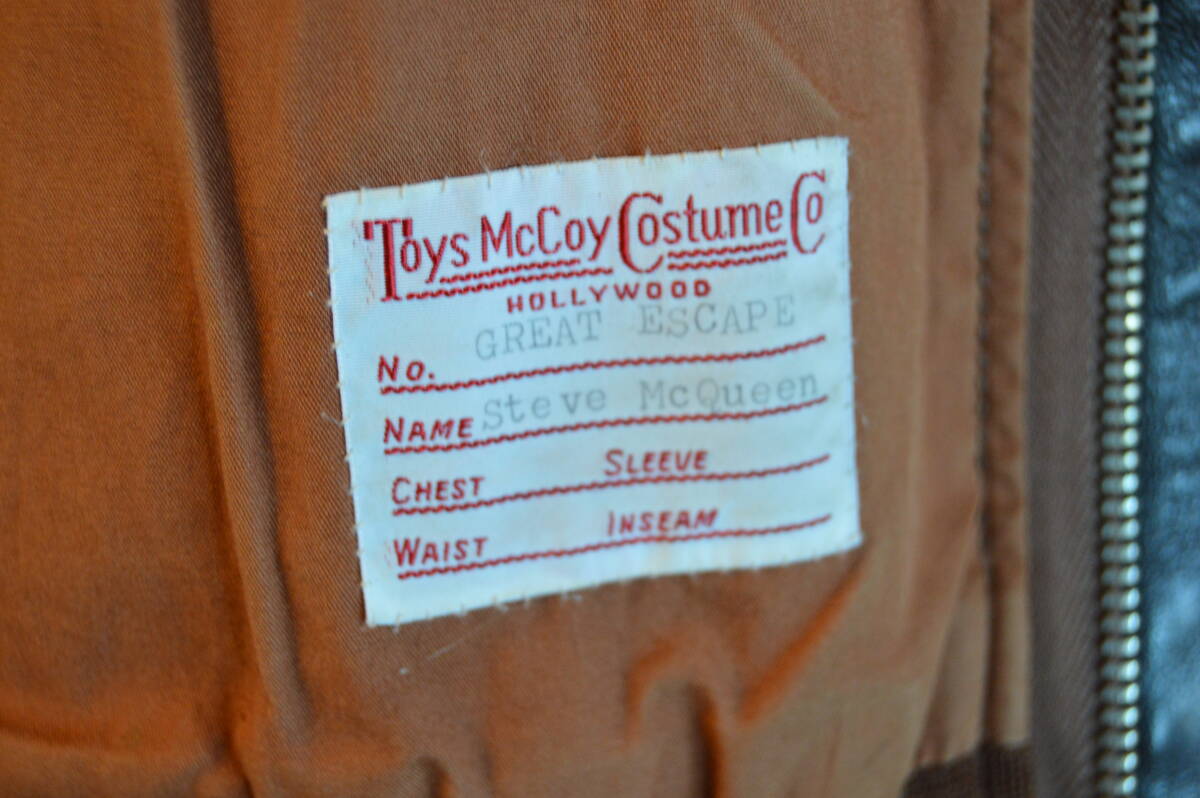 Toys McCoy Costume Co
HOLLYWOOD
No. GREAT ESCAPE
NAME Steve McQueen
CHEST SLEEVE
WAIST INSEAM